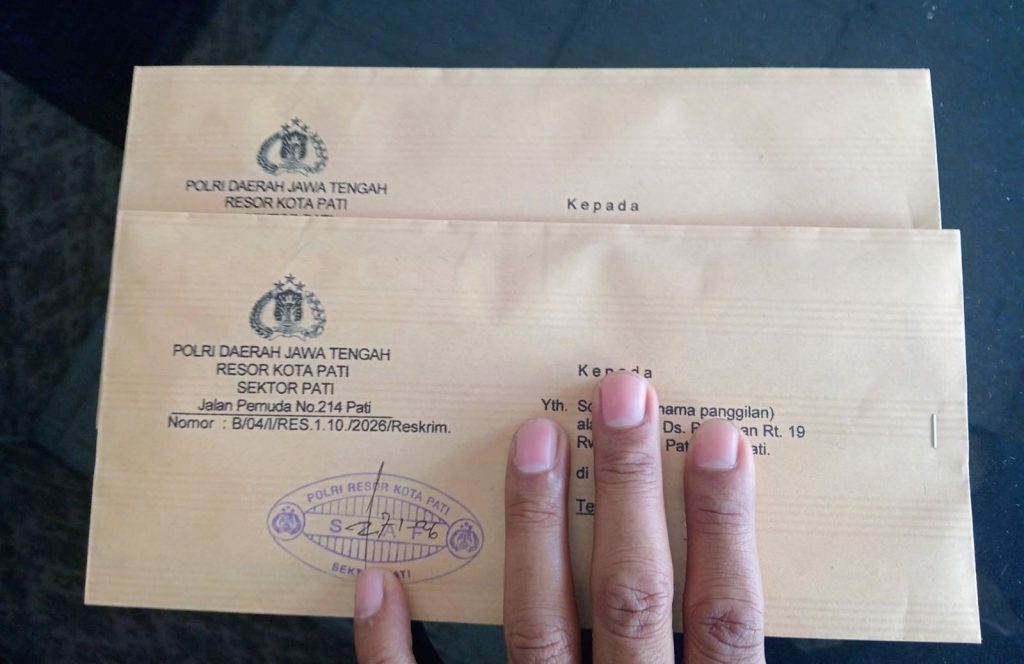 POLRI DAERAH JAWA TENGAH
RESOR KOTA PATI
Kepada
POLRI DAERAH JAWA TENGAH
RESOR KOTA PATI
SEKTOR PATI
Jalan Pemuda No.214 Pati
Nomor : B/04/I/RES.1.10./2026/Reskrim.
Kepada
Yth. nama panggilan)
Ds. Rt. 19
di
POLRI RESOR KOTA PATI